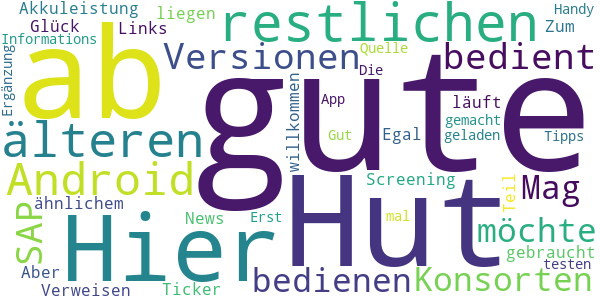 Akkuleistung
liegen
Handy
Glück
Links
restlichen
Zum
Informations
ab
Versionen
Quelle
bedient
Die
Ergänzung
gute
willkommen
App
läuft
gemacht
älteren
Gut
Egal
geladen
Tipps
Android
Hut
Screening
Teil
Mag
SAP
ähnlichem
Hier
News
Erst
mal
möchte
gebraucht
Aber
bedienen
Konsorten
testen
Verweisen
Ticker